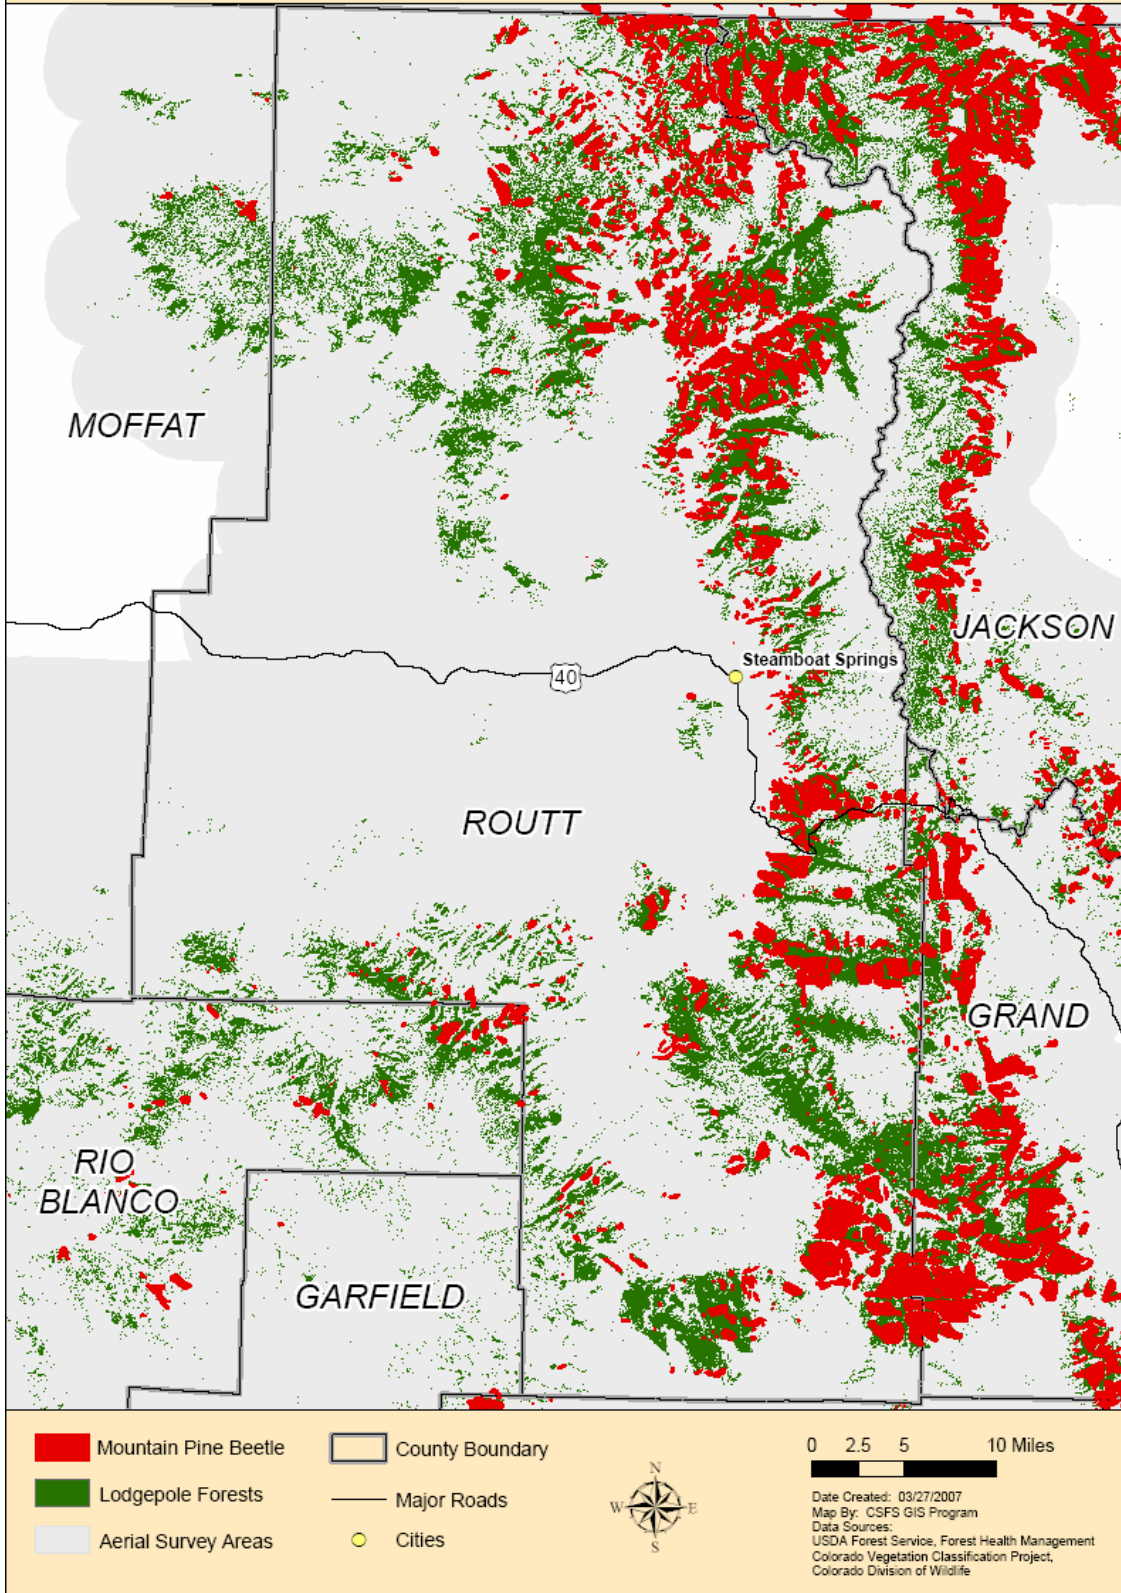 MOFFAT
JACKSON
Steamboat Springs
40
ROUTT
GRAND
RIO
BLANCO
GARFIELD
Mountain Pine Beetle
Lodgepole Forests
Aerial Survey Areas
County Boundary
Major Roads
Cities
N
W
E
S
0 2.5 5 10 Miles
Date Created: 03/27/2007
Map By: CSFS GIS Program
Data Sources:
USDA Forest Service, Forest Health Management
Colorado Vegetation Classification Project,
Colorado Division of Wildlife